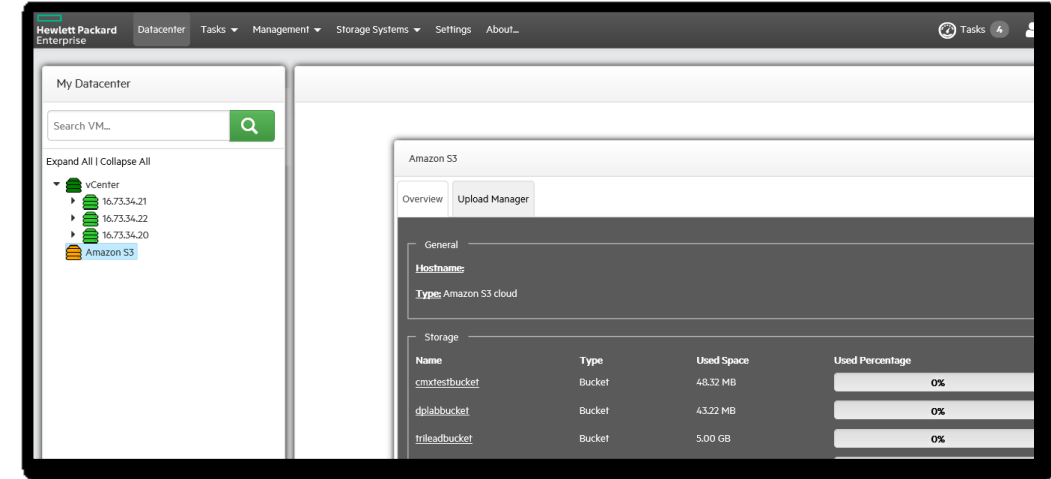 Hewlett Packard
Enterprise
Datacenter Tasks Management Storage Systems Settings About...
Tasks 4
My Datacenter
Search VM...
Expand All | Collapse All
vCenter
16.73.34.21
16.73.34.22
16.73.34.20
Amazon S3
Amazon S3
Overview Upload Manager
General
Hostname:
Type: Amazon S3 cloud
Storage
Name Type Used Space Used Percentage
cmxtestbucket Bucket 48.32 MB 0%
dplabbucket Bucket 43.22 MB 0%
trileadbucket Bucket 5.00 GB 0%